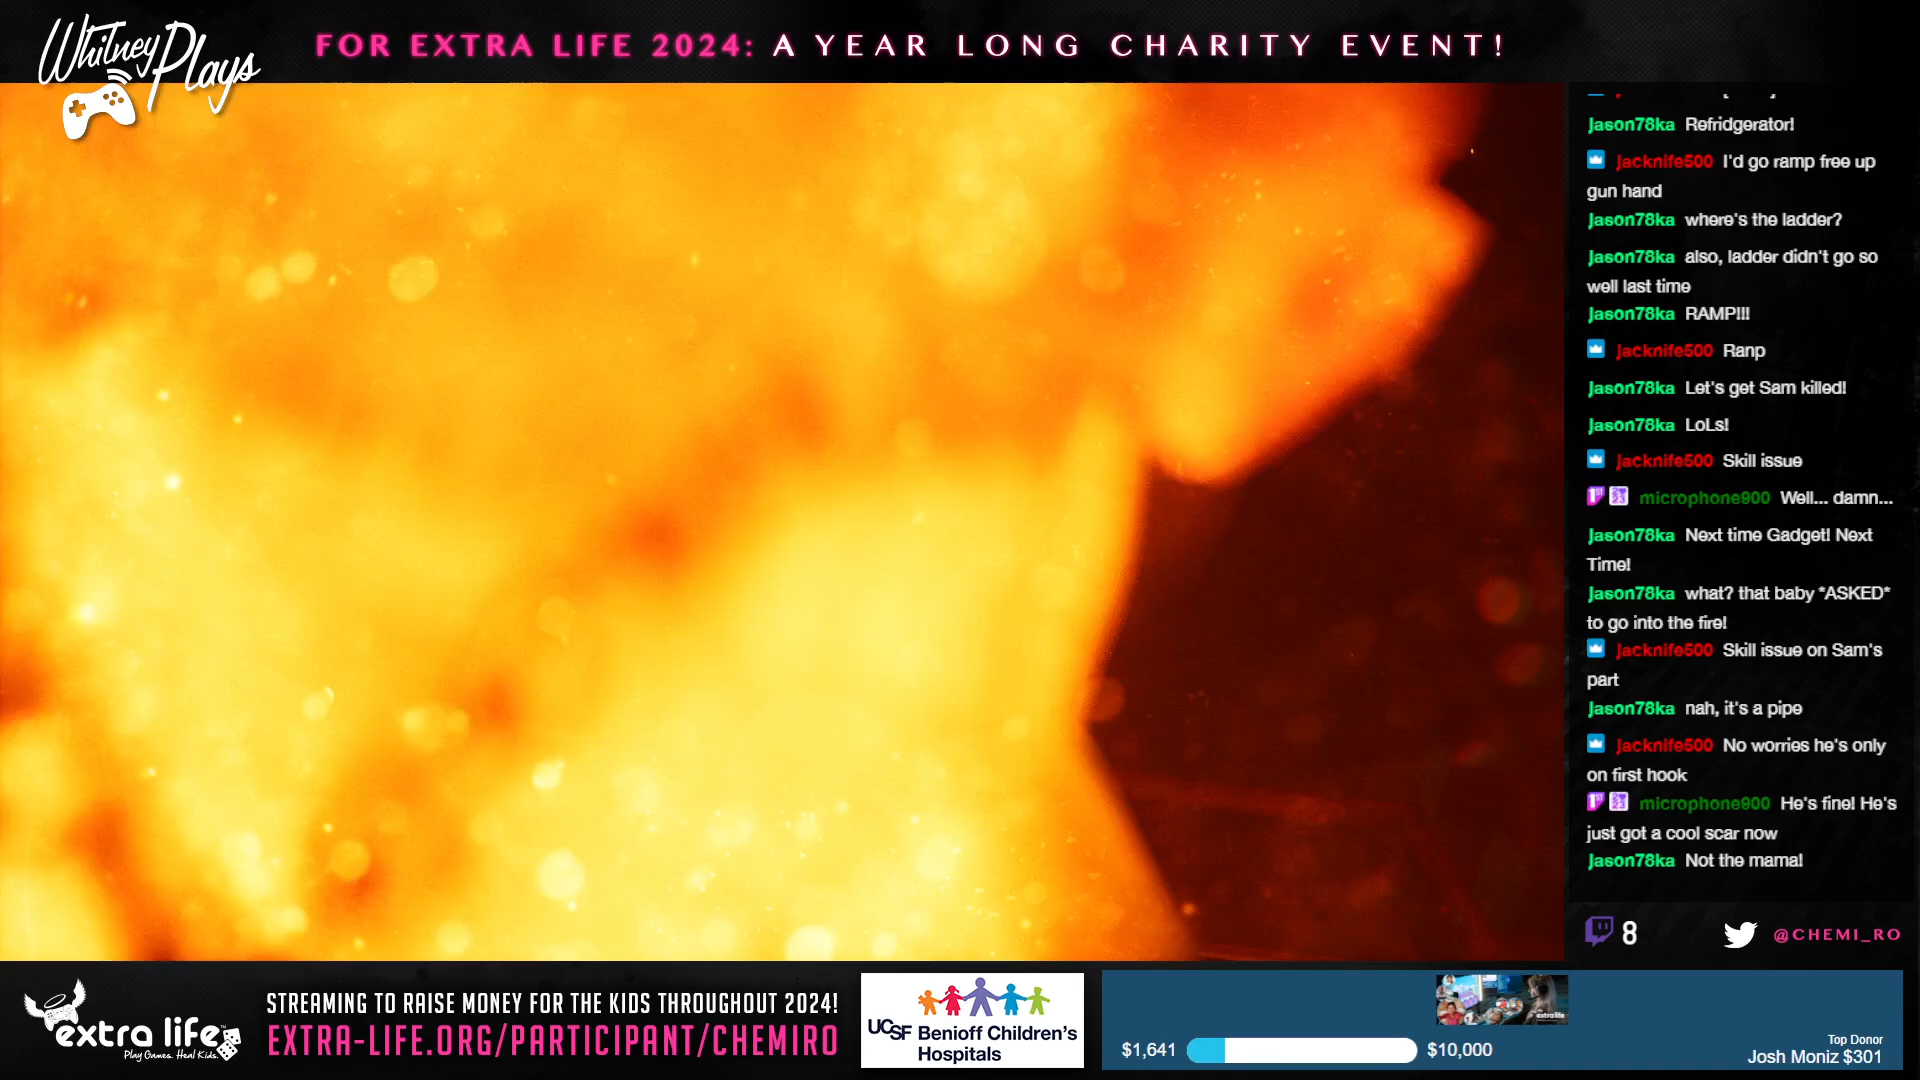 Whitney Plays
FOR EXTRA LIFE 2024: A YEAR LONG CHARITY EVENT!
Jason78ka Refridgerator!
Jacknife500 I'd go ramp free up
gun hand
Jason78ka where's the ladder?
Jason78ka also, ladder didn't go so
well last time
Jason78ka RAMP!!!
Jacknife500 Ranp
Jason78ka Let's get Sam killed!
Jason78ka LoLs!
Jacknife500 Skill issue
microphone900 Well... damn...
Jason78ka Next time Gadget! Next
Time!
Jason78ka what? that baby *ASKED*
to go into the fire!
Jacknife500 Skill issue on Sam's
part
Jason78ka nah, it's a pipe
Jacknife500 No worries he's only
on first hook
microphone900 He's fine! He's
just got a cool scar now
Jason78ka Not the mama!
8 @CHEMI_RO
extra life
Play Games. Heal Kids.
STREAMING TO RAISE MONEY FOR THE KIDS THROUGHOUT 2024!
EXTRA-LIFE.ORG/PARTICIPANT/CHEMIRO
UCSF Benioff Children's
Hospitals
$1,641 $10,000
Top Donor
Josh Moniz $301